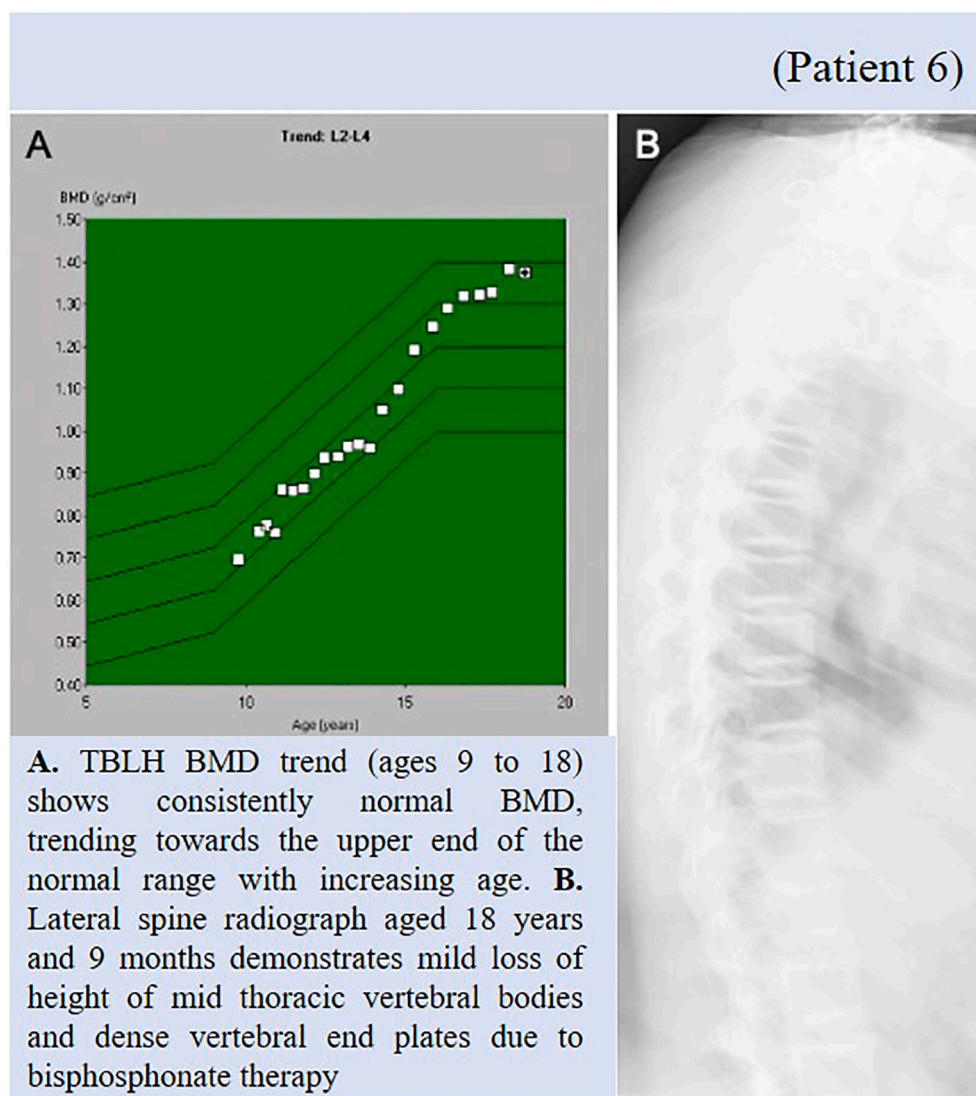 (Patient 6)
A
Trend: L2-L4
BMD (g/cm²)
1.50
1.40
1.30
1.20
1.10
1.00
0.90
0.80
0.70
0.60
0.50
0.40
5 10 15 20
Age (years)
A. TBLH BMD trend (ages 9 to 18)
shows consistently normal BMD,
trending towards the upper end of the
normal range with increasing age. B.
Lateral spine radiograph aged 18 years
and 9 months demonstrates mild loss of
height of mid thoracic vertebral bodies
and dense vertebral end plates due to
bisphosphonate therapy
B